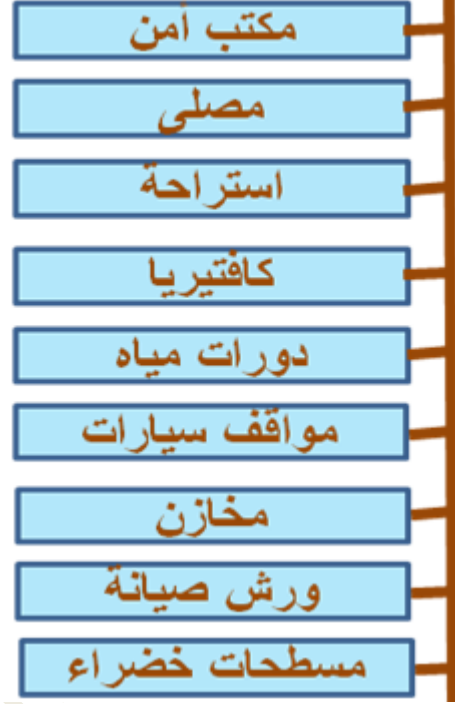 مكتب أمن
مصلى
استراحة
كافتيريا
دورات مياه
مواقف سيارات
مخازن
ورش صيانة
مسطحات خضراء